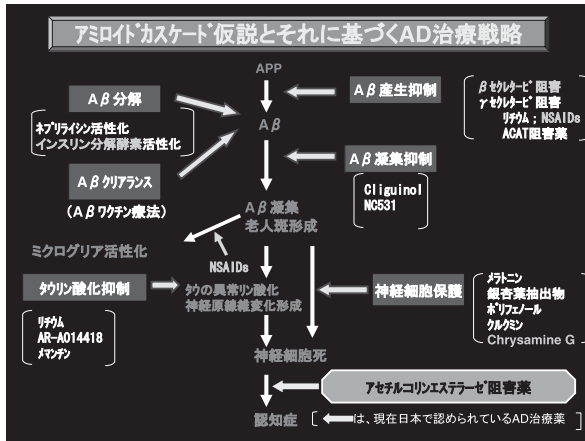 アミロイドカスケード仮説とそれに基づくAD治療戦略
APP
Aβ分解
Aβ産生抑制
βセクレターゼ阻害
γセクレターゼ阻害
リチウム ; NSAIDs
ACAT阻害薬
ネプリライシン活性化
インスリン分解酵素活性化
Aβ
Aβクリアランス
(Aβワクチン療法)
Aβ凝集抑制
Cliguinol
NC531
Aβ凝集
老人斑形成
ミクログリア活性化
NSAIDs
タウリン酸化抑制
タウの異常リン酸化
神経原線維変化形成
神経細胞保護
メラトニン
銀杏葉抽出物
ポリフェノール
クルクミン
Chrysamine G
リチウム
AR-A014418
メマンチン
神経細胞死
アセチルコリンエステラーゼ阻害薬
認知症
は、現在日本で認められているAD治療薬